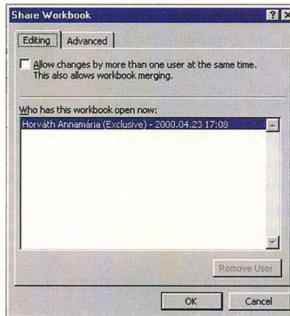 Share Workbook
Editing
Advanced
Allow changes by more than one user at the same time.
This also allows workbook merging.
Who has this workbook open now:
Horváth Annamária (Exclusive) - 2000.04.23 17:08
Remove User
OK
Cancel